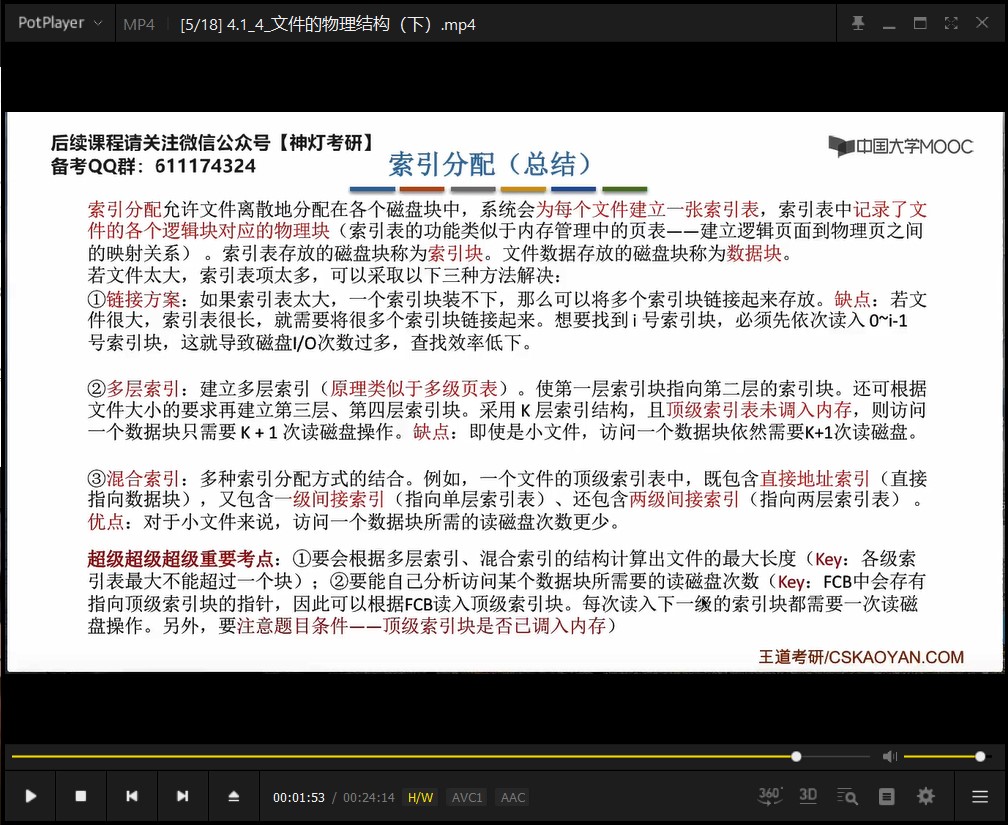 PotPlayer MP4 [5/18] 4.1_4_文件的物理结构（下）.mp4
后续课程请关注微信公众号【神灯考研】
备考QQ群：611174324
中国大学MOOC
索引分配（总结）
索引分配允许文件离散地分配在各个磁盘块中，系统会为每个文件建立一张索引表，索引表中记录了文
件的各个逻辑块对应的物理块（索引表的功能类似于内存管理中的页表——建立逻辑页面到物理页之间
的映射关系）。索引表存放的磁盘块称为索引块。文件数据存放的磁盘块称为数据块。
若文件太大，索引表项太多，可以采取以下三种方法解决：
①链接方案：如果索引表太大，一个索引块装不下，那么可以将多个索引块链接起来存放。缺点：若文
件很大，索引表很长，就需要将很多个索引块链接起来。想要找到 i 号索引块，必须先依次读入 0~i-1
号索引块，这就导致磁盘I/O次数过多，查找效率低下。
②多层索引：建立多层索引（原理类似于多级页表）。使第一层索引块指向第二层的索引块。还可根据
文件大小的要求再建立第三层、第四层索引块。采用 K 层索引结构，且顶级索引表未调入内存，则访问
一个数据块只需要 K + 1 次读磁盘操作。缺点：即使是小文件，访问一个数据块依然需要K+1次读磁盘。
③混合索引：多种索引分配方式的结合。例如，一个文件的顶级索引表中，既包含直接地址索引（直接
指向数据块），又包含一级间接索引（指向单层索引表）、还包含两级间接索引（指向两层索引表）。
优点：对于小文件来说，访问一个数据块所需的读磁盘次数更少。
超级超级超级重要考点：①要会根据多层索引、混合索引的结构计算出文件的最大长度（Key：各级索
引表最大不能超过一个块）；②要能自己分析访问某个数据块所需要的读磁盘次数（Key：FCB中会存有
指向顶级索引块的指针，因此可以根据FCB读入顶级索引块。每次读入下一级的索引块都需要一次读磁
盘操作。另外，要注意题目条件——顶级索引块是否已调入内存）
王道考研/CSKAOYAN.COM
00:01:53 / 00:24:14 H/W AVC1 AAC 360° 3D